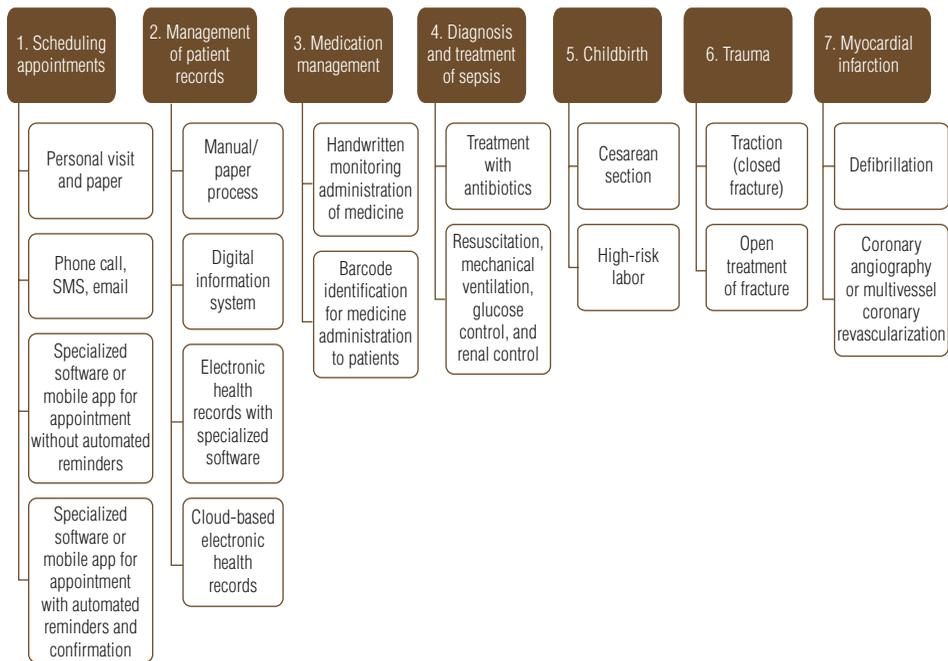 1. Scheduling
appointments
Personal visit
and paper
Phone call,
SMS, email
Specialized
software or
mobile app for
appointment
without automated
reminders
Specialized
software or
mobile app for
appointment
with automated
reminders and
confirmation
2. Management
of patient
records
Manual/
paper
process
Digital
information
system
Electronic
health
records with
specialized
software
Cloud-based
electronic
health
records
3. Medication
management
Handwritten
monitoring
administration
of medicine
Barcode
identification
for medicine
administration
to patients
4. Diagnosis
and treatment
of sepsis
Treatment
with
antibiotics
Resuscitation,
mechanical
ventilation,
glucose
control, and
renal control
5. Childbirth
Cesarean
section
High-risk
labor
6. Trauma
Traction
(closed
fracture)
Open
treatment
of fracture
7. Myocardial
infarction
Defibrillation
Coronary
angiography
or multivessel
coronary
revascularization